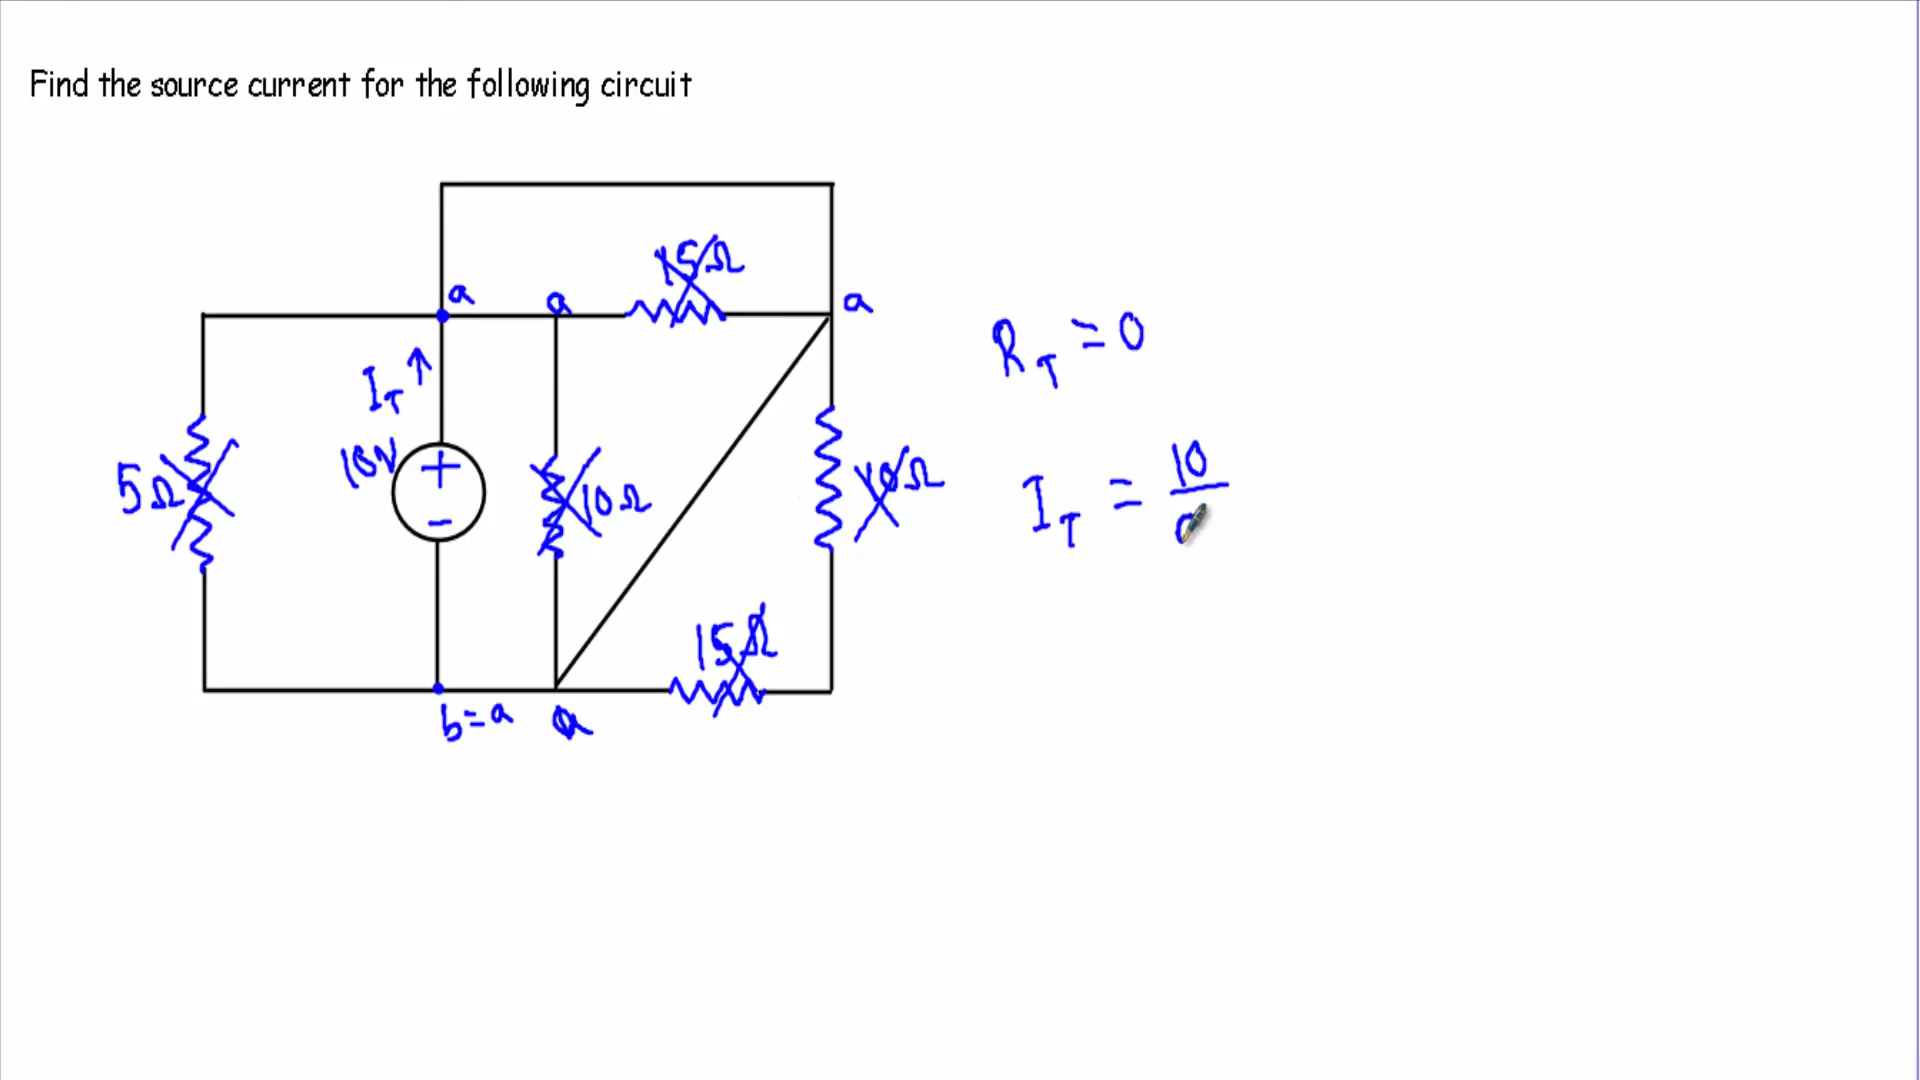 Find the source current for the following circuit
15Ω
a
a
a
I_T ↑
R_T = 0
5Ω
10V
+
-
10Ω
10Ω
I_T = 10/0
15Ω
b=a
a